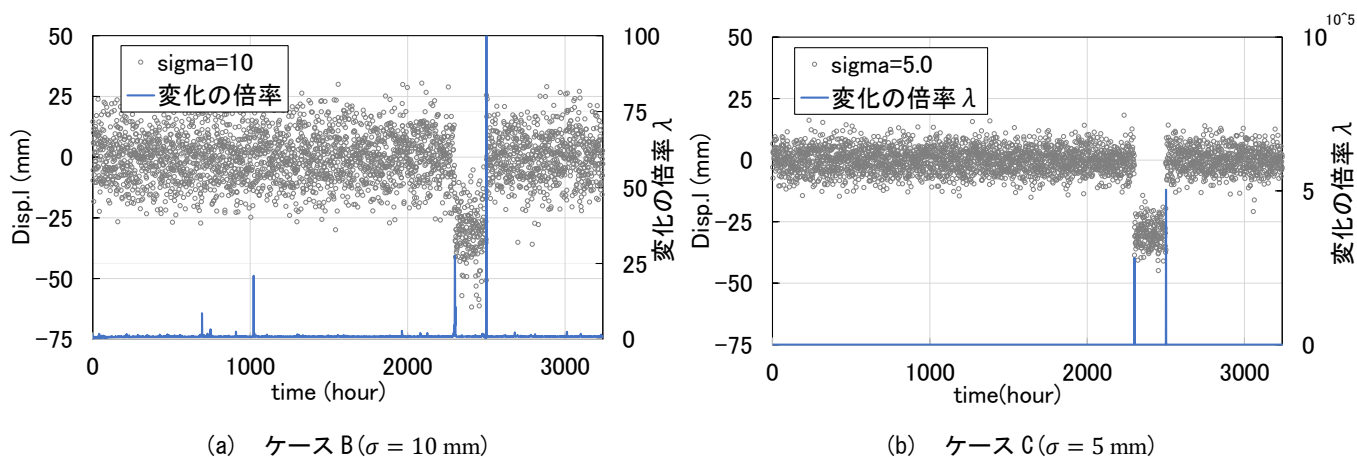 50
25
0
−25
−50
−75
Disp.l (mm)
sigma=10
変化の倍率
100
75
50
25
0
変化の倍率 λ
0
1000
2000
3000
time (hour)
(a) ケース B(σ = 10 mm)
50
25
0
−25
−50
−75
Disp.l (mm)
sigma=5.0
変化の倍率 λ
10^5
10
5
0
変化の倍率 λ
0
1000
2000
3000
time(hour)
(b) ケース C(σ = 5 mm)